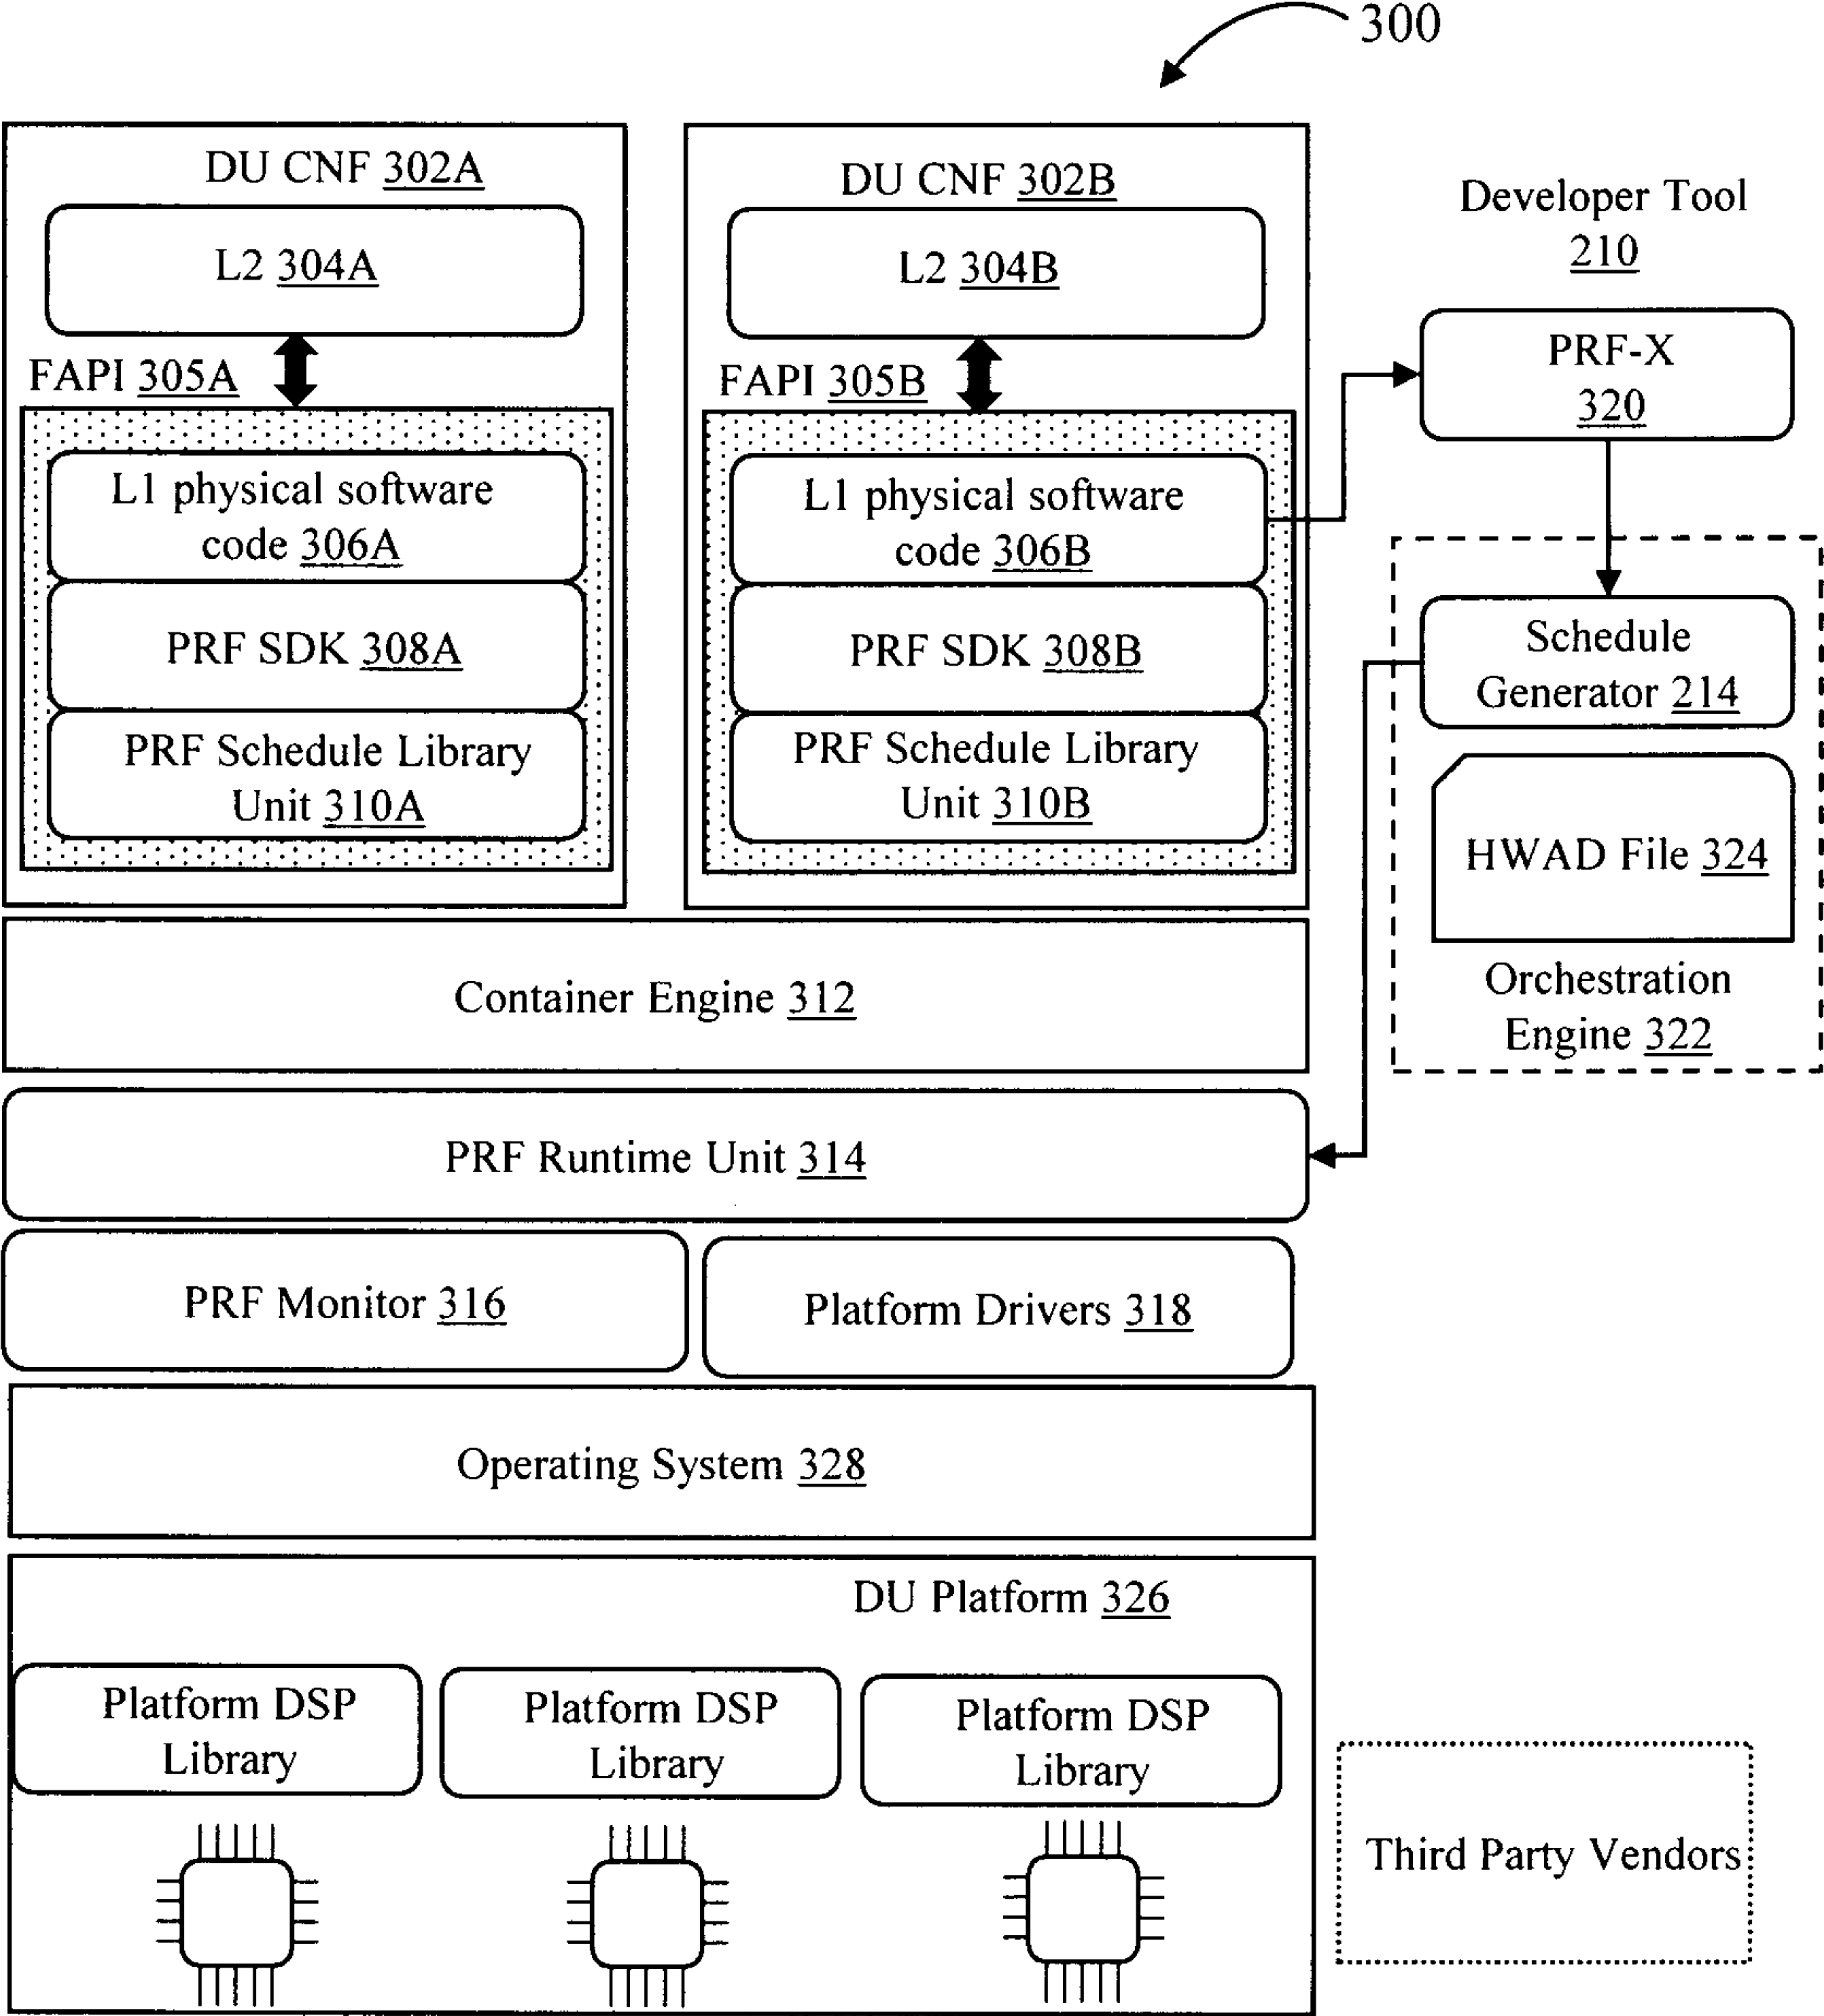 300
DU CNF 302A
L2 304A
FAPI 305A
L1 physical software
code 306A
PRF SDK 308A
PRF Schedule Library
Unit 310A
DU CNF 302B
L2 304B
FAPI 305B
L1 physical software
code 306B
PRF SDK 308B
PRF Schedule Library
Unit 310B
Developer Tool
210
PRF-X
320
Schedule
Generator 214
HWAD File 324
Orchestration
Engine 322
Container Engine 312
PRF Runtime Unit 314
PRF Monitor 316
Platform Drivers 318
Operating System 328
DU Platform 326
Platform DSP
Library
Platform DSP
Library
Platform DSP
Library
Third Party Vendors